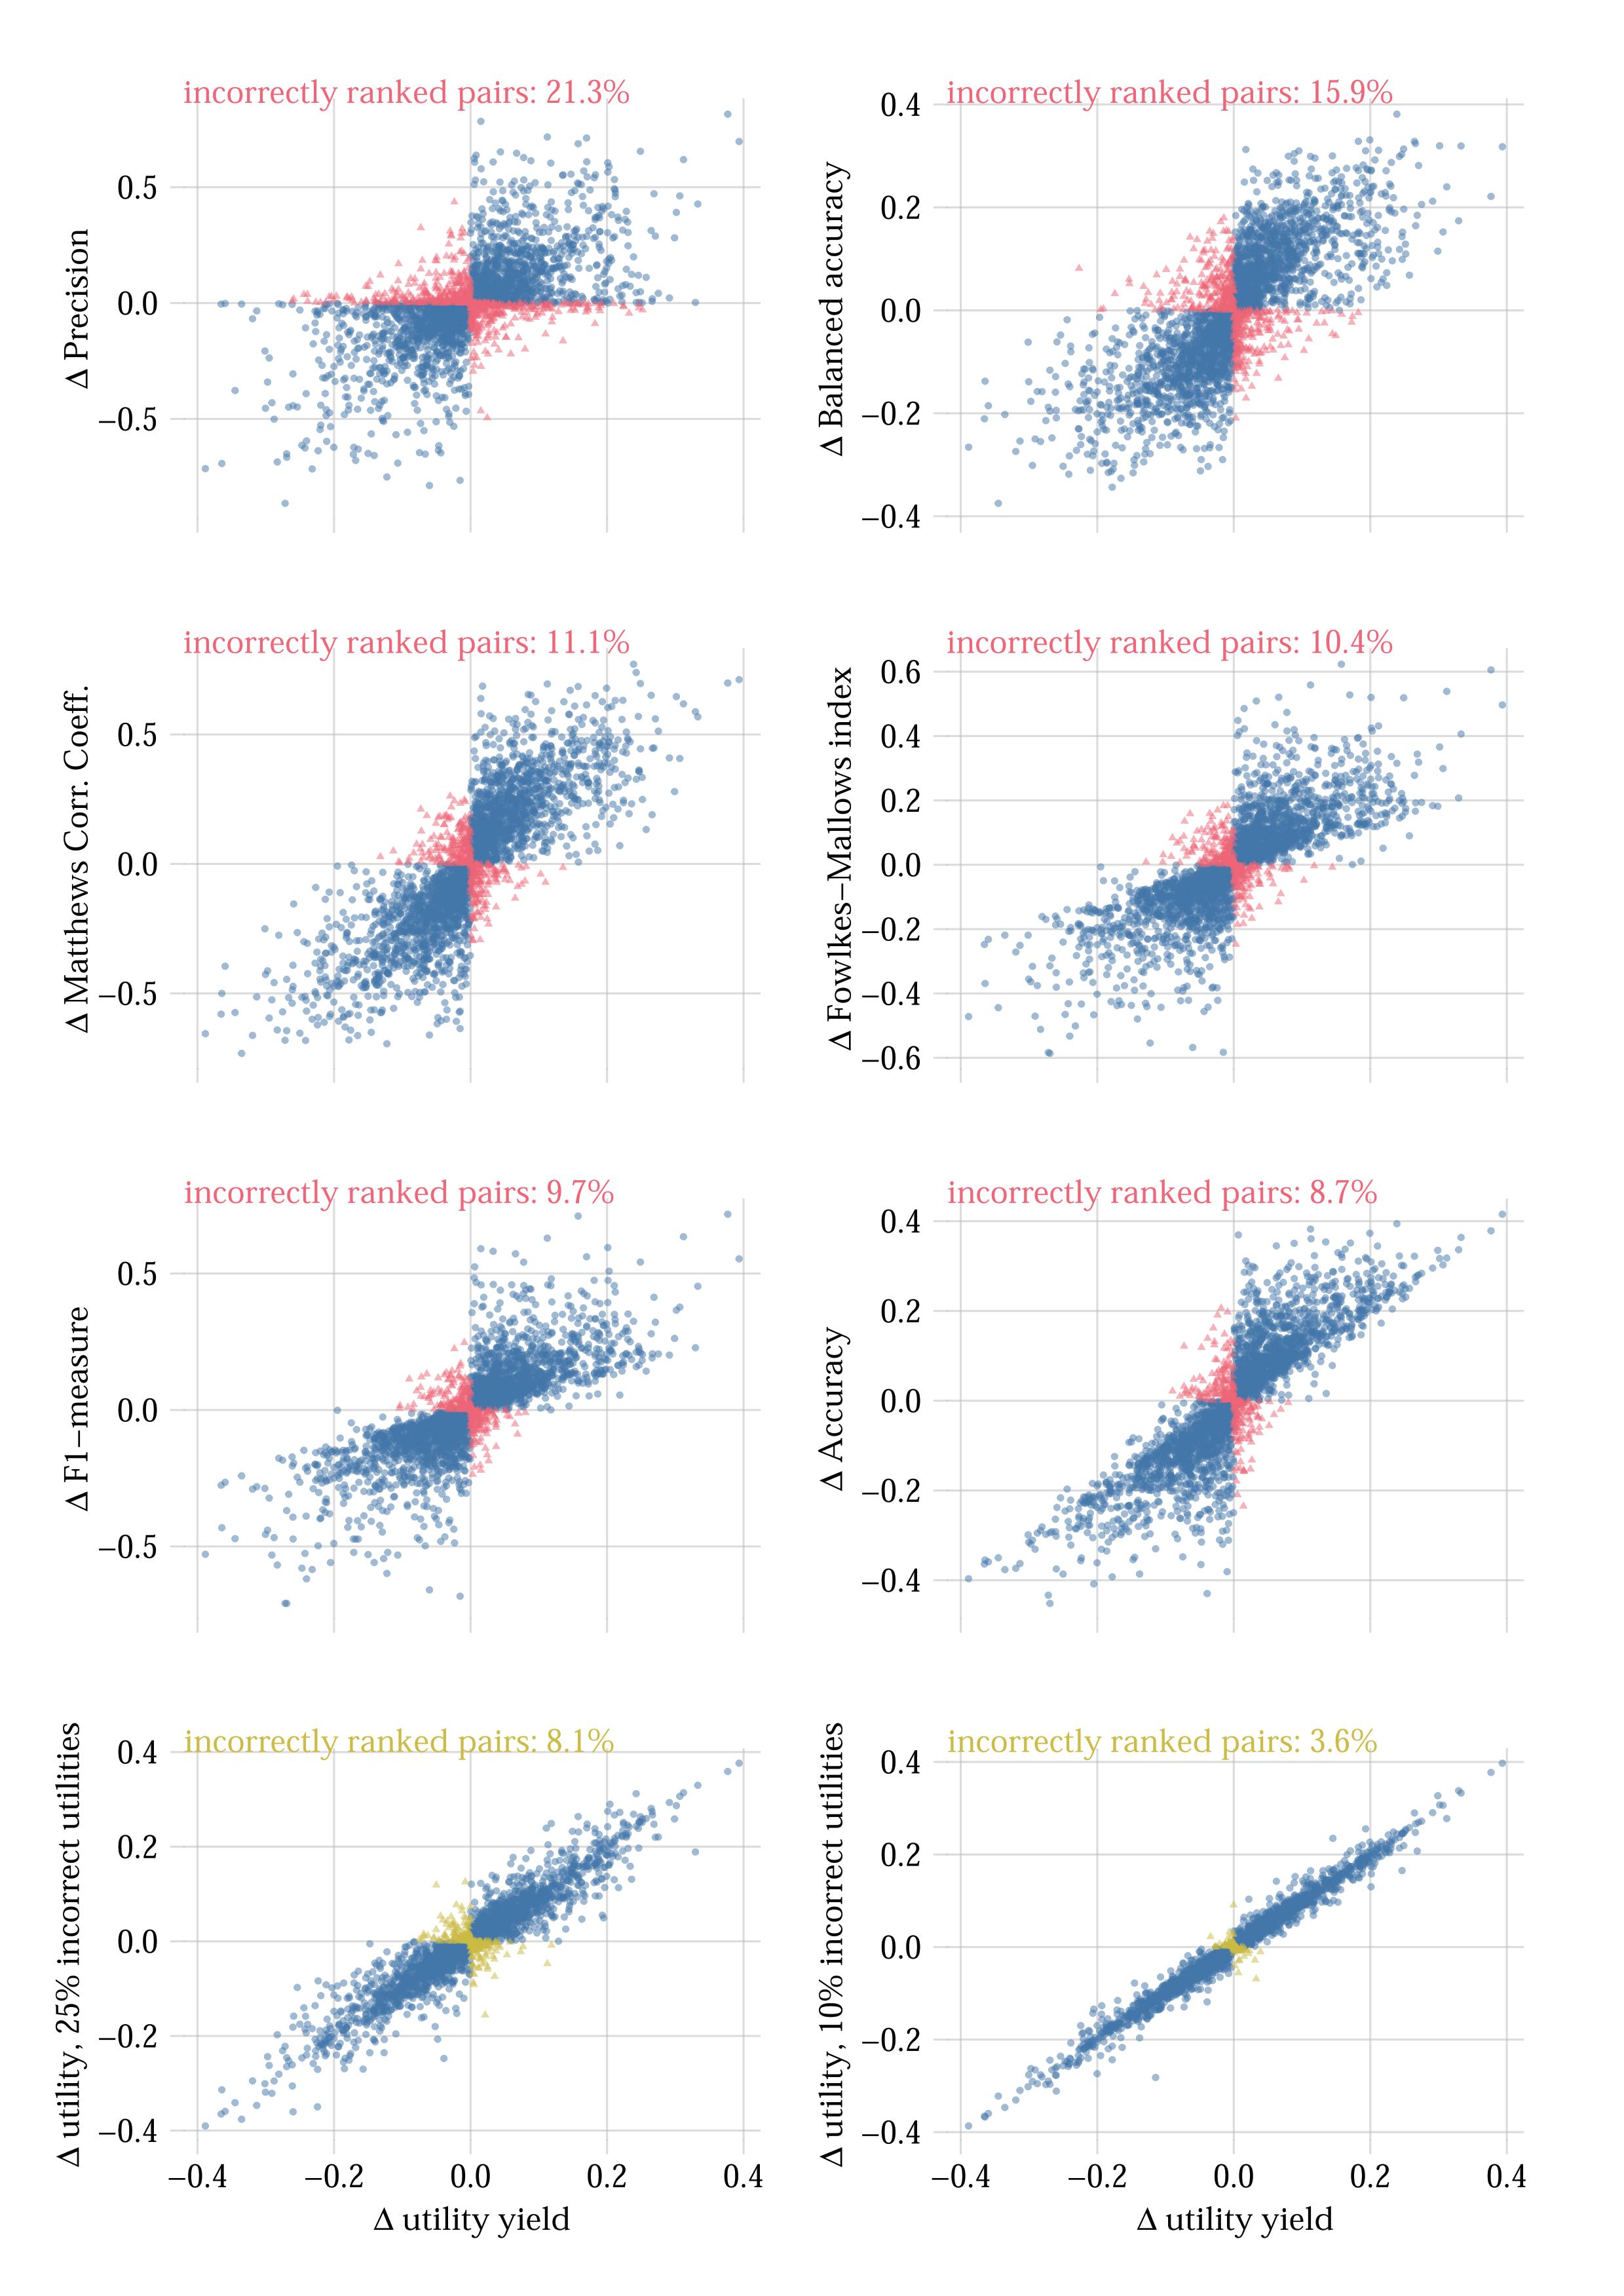 incorrectly ranked pairs: 21.3%
0.5
0.0
−0.5
Δ Precision
incorrectly ranked pairs: 15.9%
0.4
0.2
0.0
−0.2
−0.4
Δ Balanced accuracy
incorrectly ranked pairs: 11.1%
0.5
0.0
−0.5
Δ Matthews Corr. Coeff.
incorrectly ranked pairs: 10.4%
0.6
0.4
0.2
0.0
−0.2
−0.4
−0.6
Δ Fowlkes−Mallows index
incorrectly ranked pairs: 9.7%
0.5
0.0
−0.5
Δ F1−measure
incorrectly ranked pairs: 8.7%
0.4
0.2
0.0
−0.2
−0.4
Δ Accuracy
incorrectly ranked pairs: 8.1%
0.4
0.2
0.0
−0.2
−0.4
Δ utility, 25% incorrect utilities
−0.4 −0.2 0.0 0.2 0.4
Δ utility yield
incorrectly ranked pairs: 3.6%
0.4
0.2
0.0
−0.2
−0.4
Δ utility, 10% incorrect utilities
−0.4 −0.2 0.0 0.2 0.4
Δ utility yield